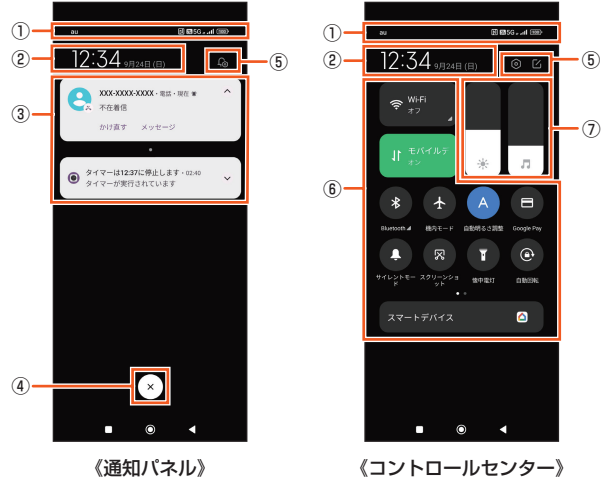 ①
au
5G
100
②
12:34 9月24日 (日)
⑤
③
XXX-XXXX-XXXX・電話・現在
不在着信
かけ直す メッセージ
タイマーは12:37に停止します・02:40
タイマーが実行されています
④
《通知パネル》
①
au
5G
100
②
12:34 9月24日 (日)
⑤
⑦
⑥
Wi-Fi
オフ
モバイルデ
オン
Bluetooth 機内モード 自動明るさ調整 Google Pay
サイレントモード スクリーンショット 懐中電灯 自動回転
スマートデバイス
《コントロールセンター》